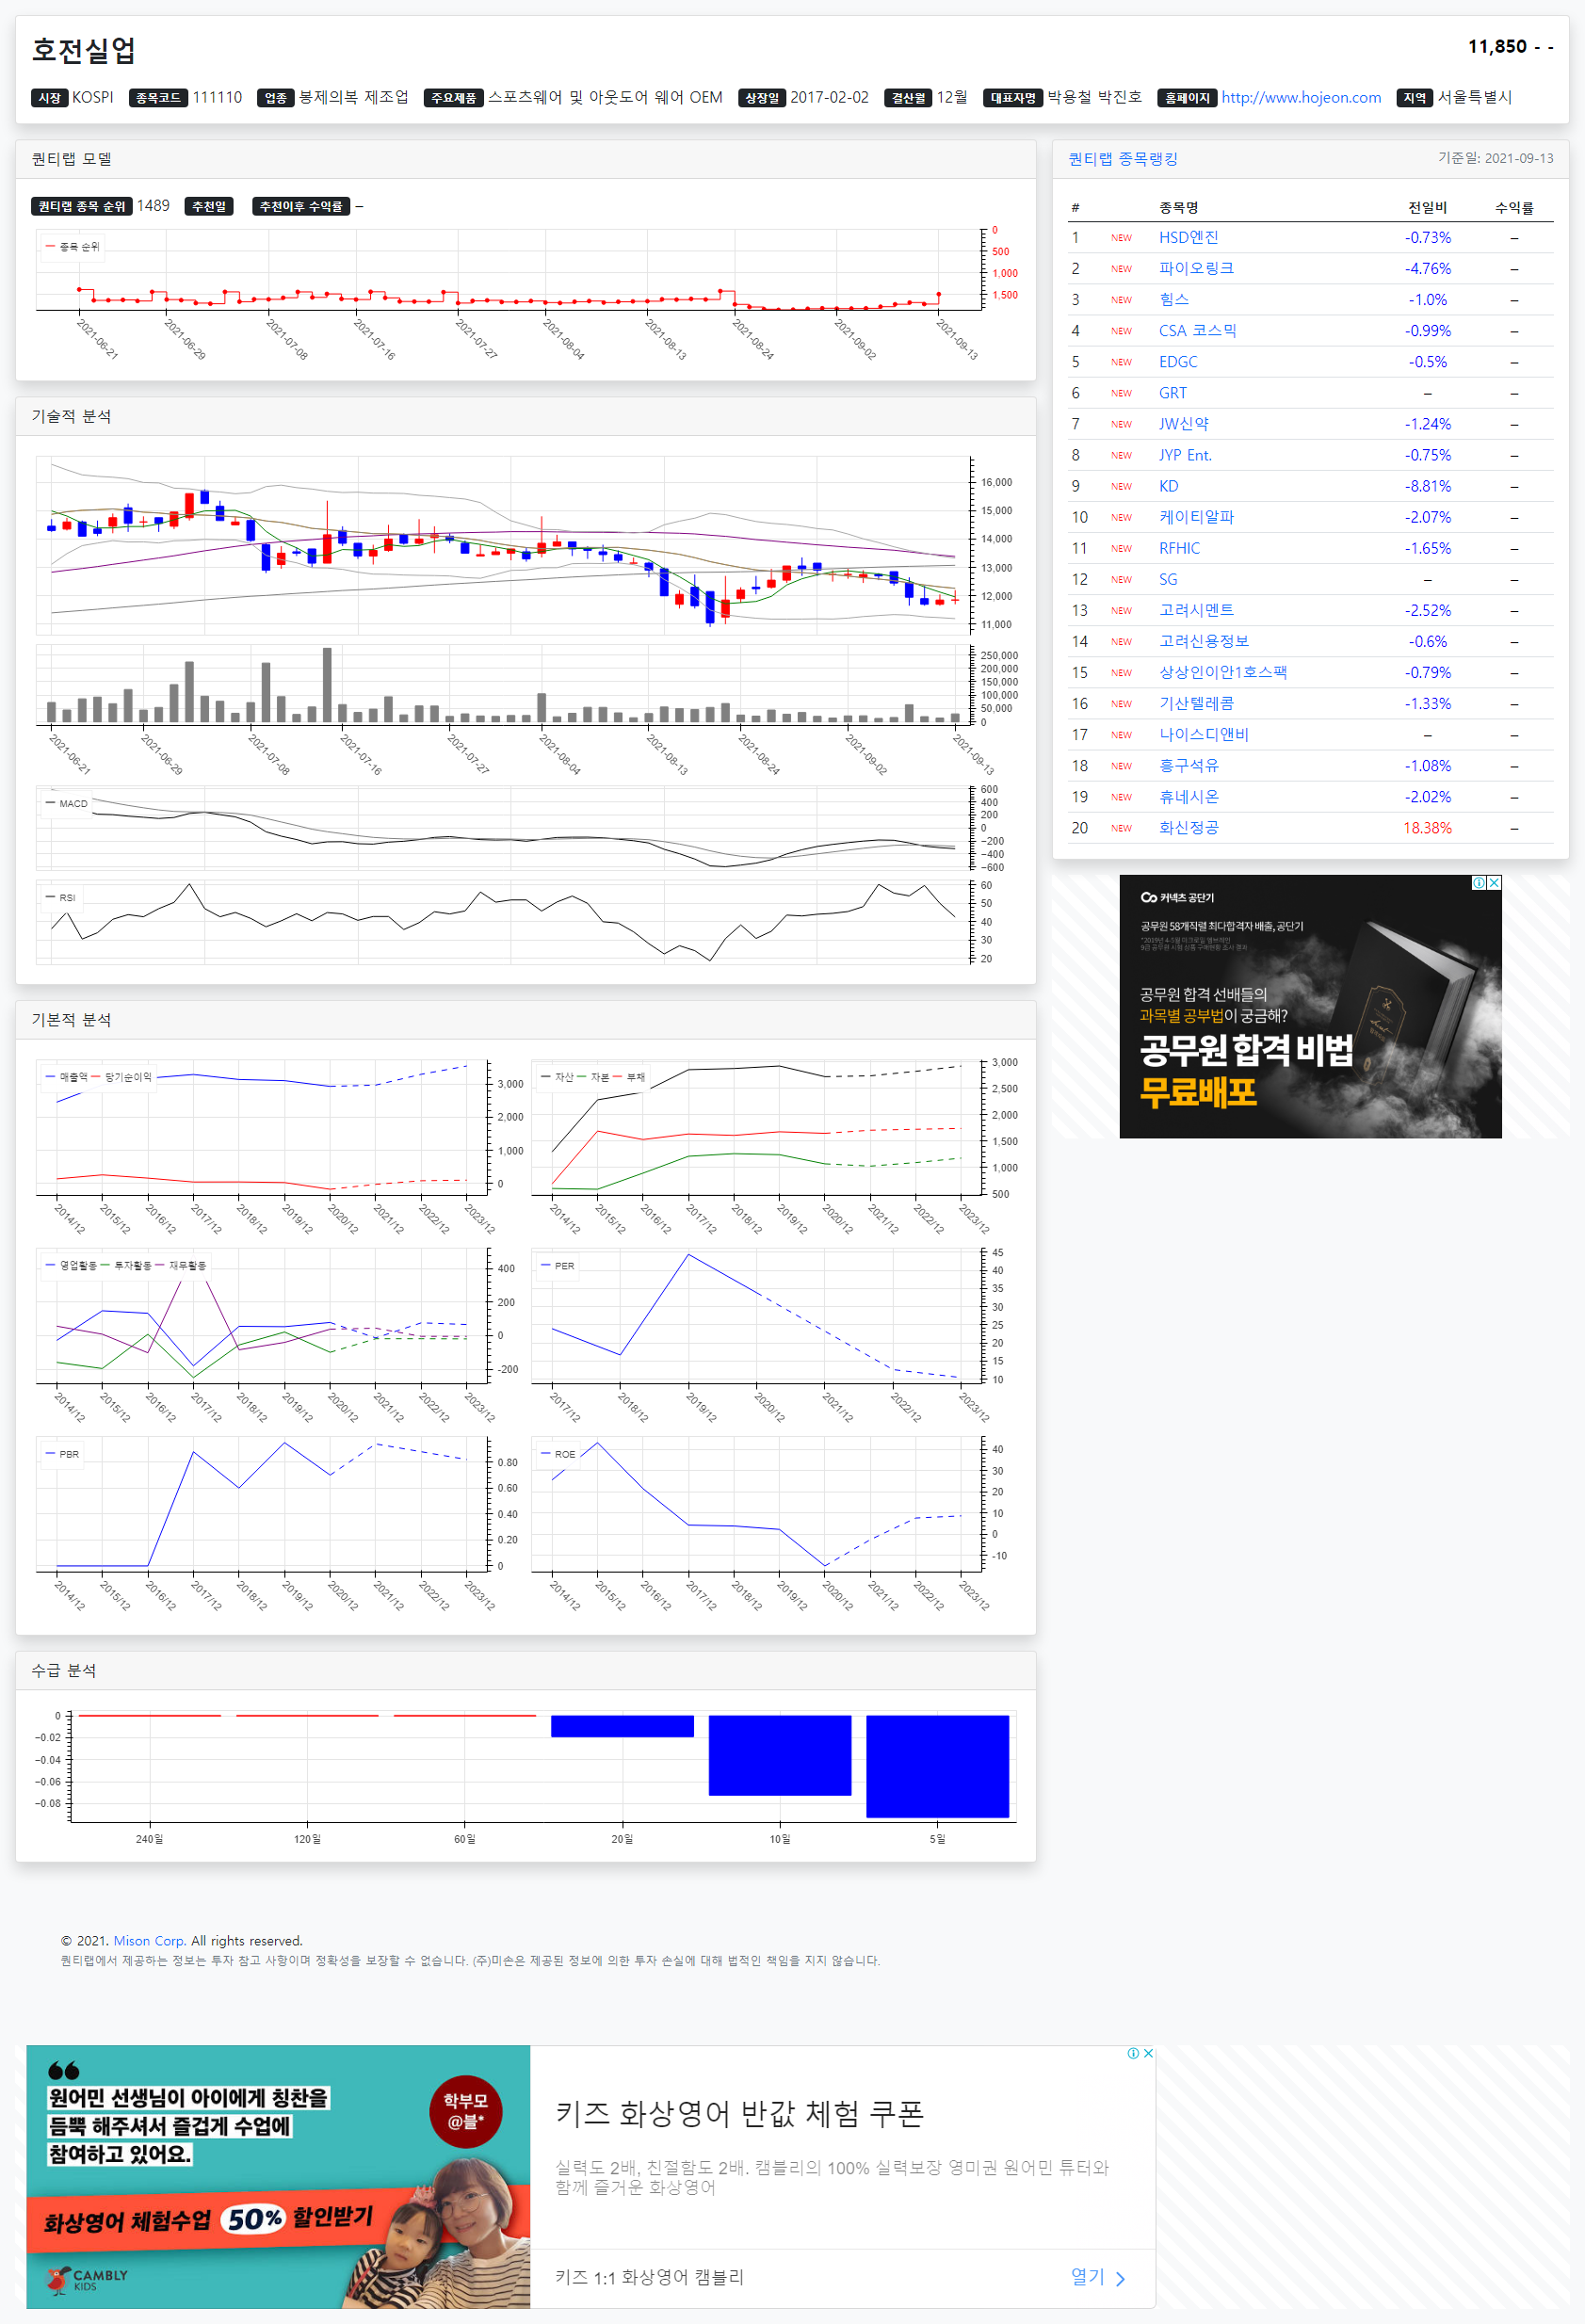 호전실업
11,850 - -
시장 KOSPI 종목코드 111110 업종 봉제의복 제조업 주요제품 스포츠웨어 및 아웃도어 웨어 OEM 상장일 2017-02-02 결산월 12월 대표자명 박용철 박진호 홈페이지 http://www.hojeon.com 지역 서울특별시
퀀티랩 모델
퀀티랩 종목 순위 1489 추천일 추천이후 수익률 –
종목 순위
0
500
1,000
1,500
2021-06-21 2021-06-29 2021-07-08 2021-07-16 2021-07-27 2021-08-04 2021-08-13 2021-08-24 2021-09-02 2021-09-13
기술적 분석
16,000
15,000
14,000
13,000
12,000
11,000
250,000
200,000
150,000
100,000
50,000
0
2021-06-21 2021-06-29 2021-07-08 2021-07-16 2021-07-27 2021-08-04 2021-08-13 2021-08-24 2021-09-02 2021-09-13
MACD
600
400
200
0
−200
−400
−600
RSI
60
50
40
30
20
기본적 분석
매출액 당기순이익
3,000
2,000
1,000
0
2014/12 2015/12 2016/12 2017/12 2018/12 2019/12 2020/12 2021/12 2022/12 2023/12
자산 자본 부채
3,000
2,500
2,000
1,500
1,000
500
2014/12 2015/12 2016/12 2017/12 2018/12 2019/12 2020/12 2021/12 2022/12 2023/12
영업활동 투자활동 재무활동
400
200
0
-200
2014/12 2015/12 2016/12 2017/12 2018/12 2019/12 2020/12 2021/12 2022/12 2023/12
PER
45
40
35
30
25
20
15
10
2017/12 2018/12 2019/12 2020/12 2021/12 2022/12 2023/12
PBR
0.80
0.60
0.40
0.20
0
2014/12 2015/12 2016/12 2017/12 2018/12 2019/12 2020/12 2021/12 2022/12 2023/12
ROE
40
30
20
10
0
-10
2014/12 2015/12 2016/12 2017/12 2018/12 2019/12 2020/12 2021/12 2022/12 2023/12
수급 분석
0
−0.02
−0.04
−0.06
−0.08
240일 120일 60일 20일 10일 5일
퀀티랩 종목랭킹 기준일: 2021-09-13
# 종목명 전일비 수익률
1 NEW HSD엔진 -0.73% –
2 NEW 파이오링크 -4.76% –
3 NEW 힘스 -1.0% –
4 NEW CSA 코스믹 -0.99% –
5 NEW EDGC -0.5% –
6 NEW GRT – –
7 NEW JW신약 -1.24% –
8 NEW JYP Ent. -0.75% –
9 NEW KD -8.81% –
10 NEW 케이티알파 -2.07% –
11 NEW RFHIC -1.65% –
12 NEW SG – –
13 NEW 고려시멘트 -2.52% –
14 NEW 고려신용정보 -0.6% –
15 NEW 상상인이안1호스팩 -0.79% –
16 NEW 기산텔레콤 -1.33% –
17 NEW 나이스디앤비 – –
18 NEW 흥구석유 -1.08% –
19 NEW 휴네시온 -2.02% –
20 NEW 화신정공 18.38% –
커넥츠 공단기
공무원 58개직렬 최다합격자 배출, 공단기
공무원 합격 선배들의
과목별 공부법이 궁금해?
공무원 합격 비법
무료배포
© 2021. Mison Corp. All rights reserved.
퀀티랩에서 제공하는 정보는 투자 참고 사항이며 정확성을 보장할 수 없습니다. (주)미손은 제공된 정보에 의한 투자 손실에 대해 법적인 책임을 지지 않습니다.
원어민 선생님이 아이에게 칭찬을
듬뿍 해주셔서 즐겁게 수업에
참여하고 있어요.
학부모
@블*
화상영어 체험수업 50% 할인받기
CAMBLY
KIDS
키즈 화상영어 반값 체험 쿠폰
실력도 2배, 친절함도 2배. 캠블리의 100% 실력보장 영미권 원어민 튜터와
함께 즐거운 화상영어
키즈 1:1 화상영어 캠블리
열기